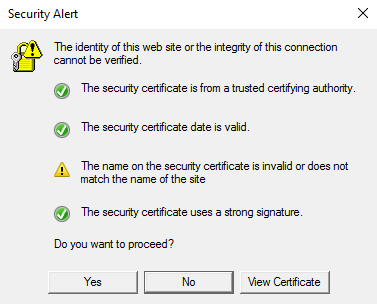 Security Alert
The identity of this web site or the integrity of this connection
cannot be verified.
The security certificate is from a trusted certifying authority.
The security certificate date is valid.
The name on the security certificate is invalid or does not
match the name of the site
The security certificate uses a strong signature.
Do you want to proceed?
Yes
No
View Certificate